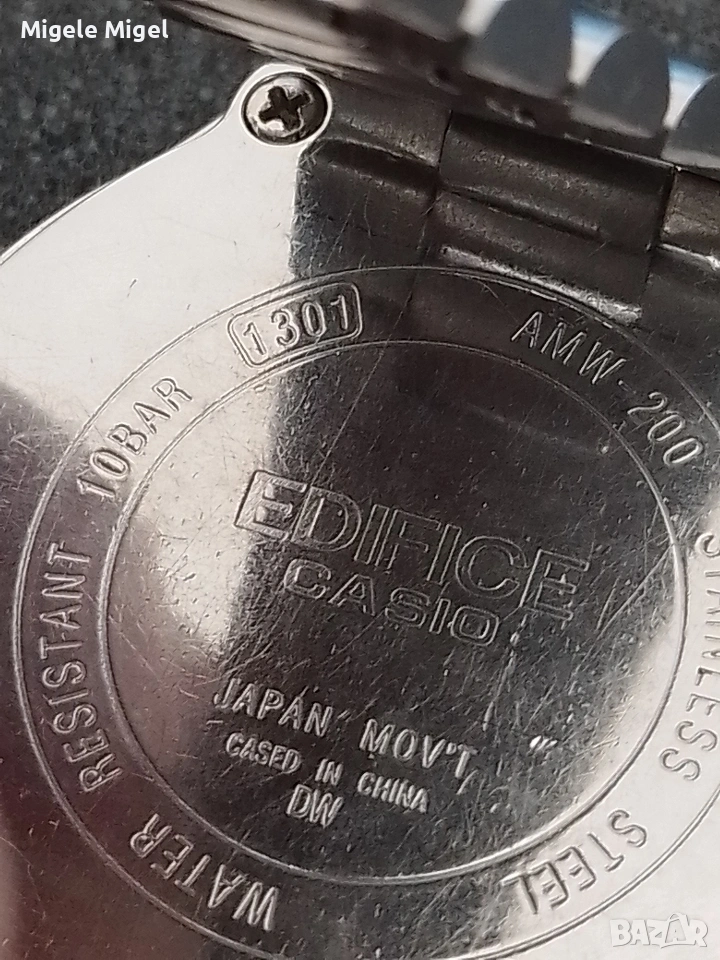 Migele Migel
1301
AMW-200
STAINLESS STEEL
WATER RESISTANT 10BAR
EDIFICE
CASIO
JAPAN MOV'T
CASED IN CHINA
DW
BAZAR